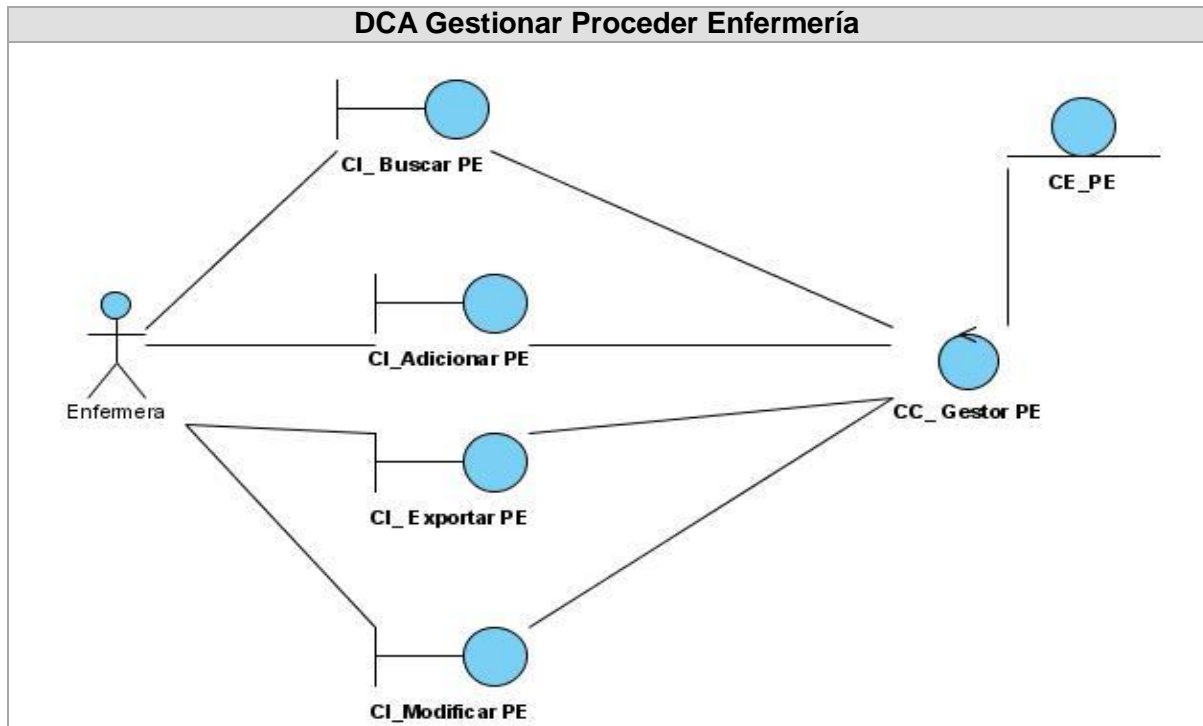 DCA Gestionar Proceder Enfermería
CI_ Buscar PE
CE_PE
CI_Adicionar PE
Enfermera
CC_ Gestor PE
CI_ Exportar PE
CI_Modificar PE